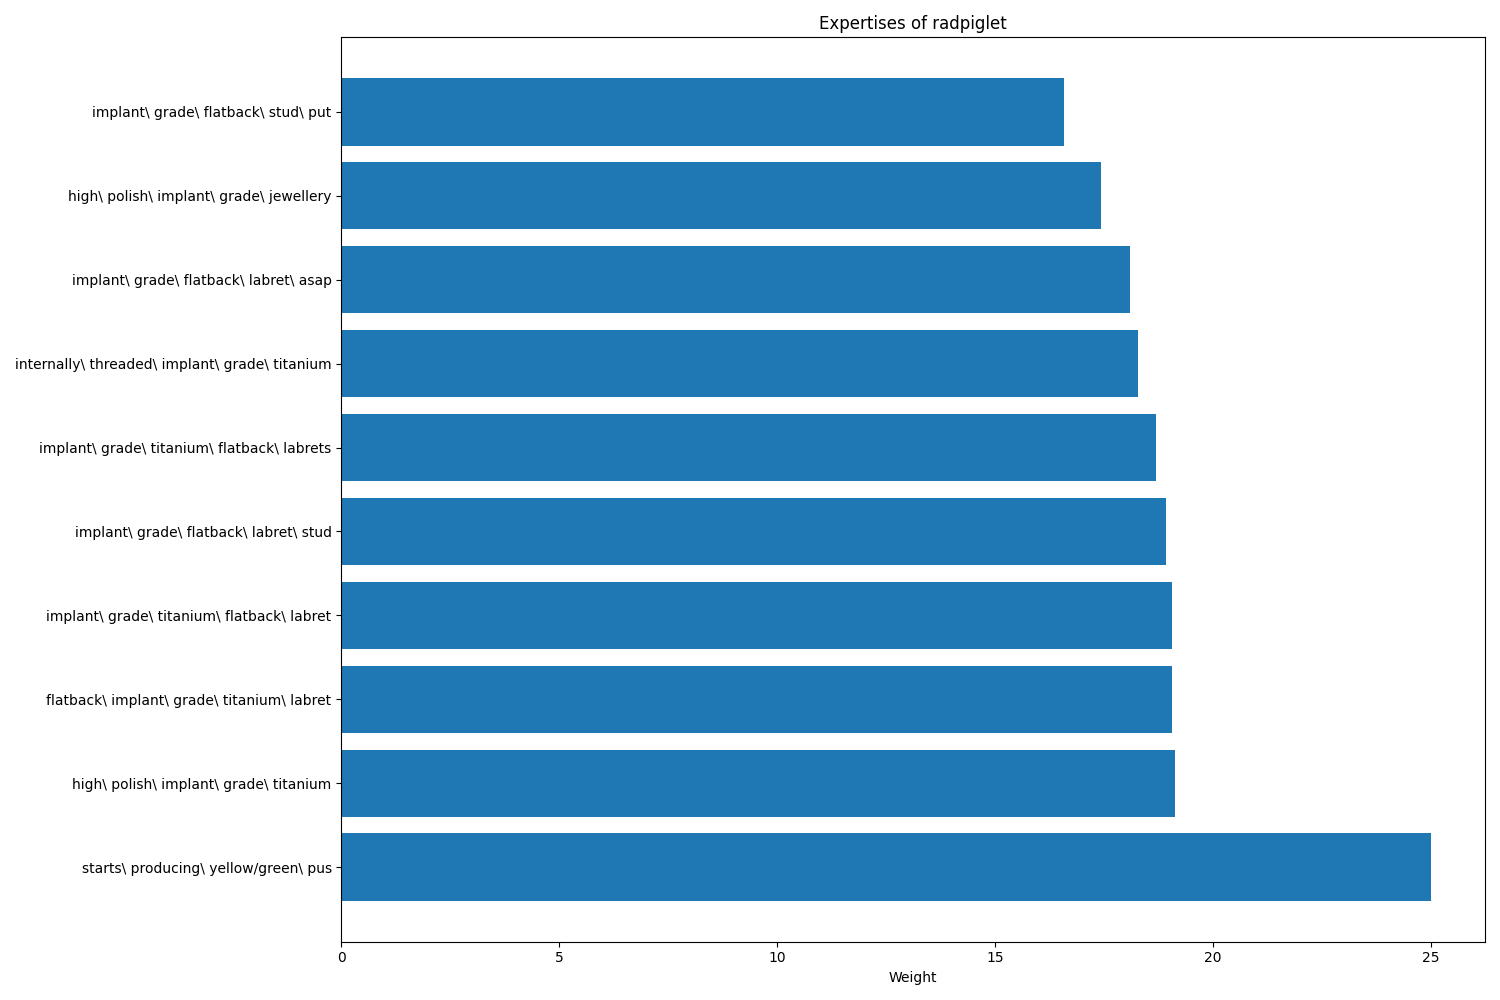 Expertises of radpiglet
implant\ grade\ flatback\ stud\ put
high\ polish\ implant\ grade\ jewellery
implant\ grade\ flatback\ labret\ asap
internally\ threaded\ implant\ grade\ titanium
implant\ grade\ titanium\ flatback\ labrets
implant\ grade\ flatback\ labret\ stud
implant\ grade\ titanium\ flatback\ labret
flatback\ implant\ grade\ titanium\ labret
high\ polish\ implant\ grade\ titanium
starts\ producing\ yellow/green\ pus
0 5 10 15 20 25
Weight